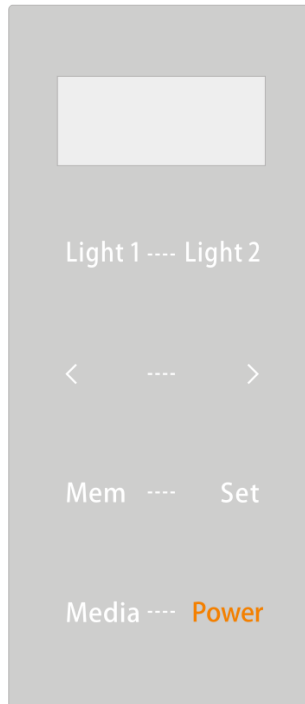 Light 1 ---- Light 2
< ---- >
Mem ---- Set
Media ---- Power